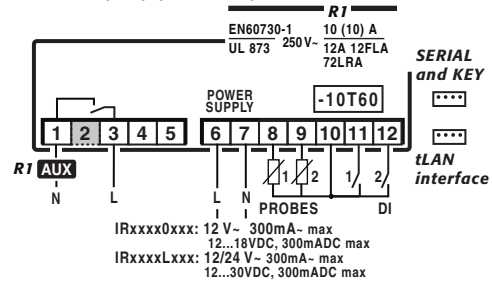 R1
EN60730-1
UL 873
250 V~
10 (10) A
12A 12FLA
72LRA
SERIAL
and KEY
POWER
SUPPLY
-10T60
1 2 3 4 5 6 7 8 9 10 11 12
tLAN
interface
R1 AUX
N L L N
1 2 1 2
PROBES DI
IRxxxx0xxx: 12 V~ 300mA~ max
12...18VDC, 300mADC max
IRxxxxLxxx: 12/24 V~ 300mA~ max
12...30VDC, 300mADC max